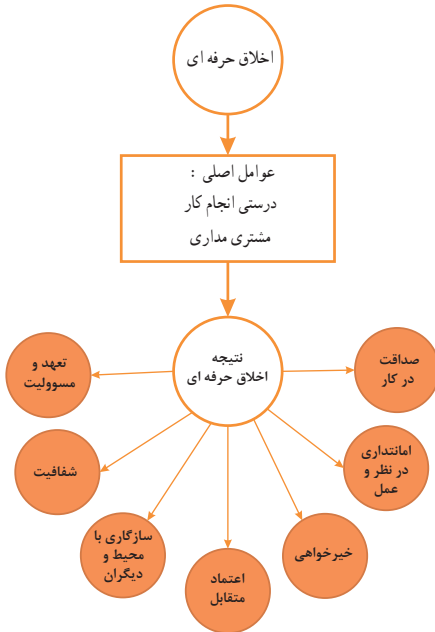 اخلاق حرفه ای
عوامل اصلی :
درستی انجام کار
مشتری مداری
نتیجه
اخلاق حرفه ای
صداقت
در کار
امانتداری
در نظر و
عمل
خیرخواهی
اعتماد
متقابل
سازگاری با
محیط و
دیگران
شفافیت
تعهد و
مسوولیت